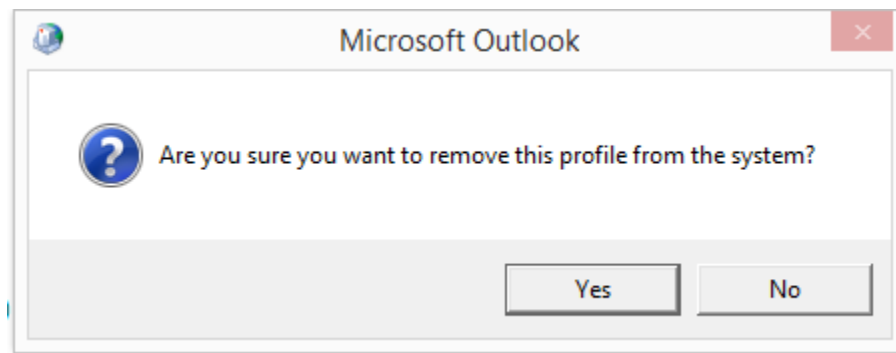 Microsoft Outlook
Are you sure you want to remove this profile from the system?
Yes
No